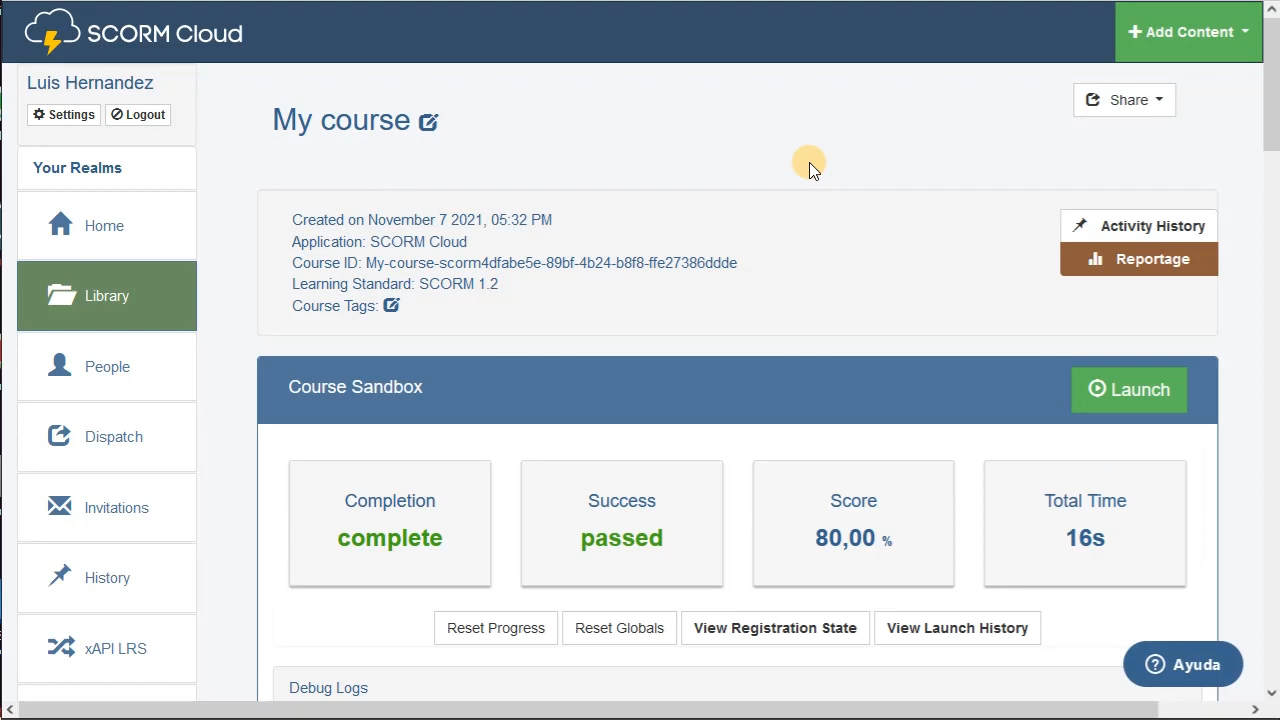 SCORM Cloud
Add Content
Luis Hernandez
Settings
Logout
Your Realms
Home
Library
People
Dispatch
Invitations
History
xAPI LRS
My course
Share
Created on November 7 2021, 05:32 PM
Application: SCORM Cloud
Course ID: My-course-scorm4dfabe5e-89bf-4b24-b8f8-ffe27386ddde
Learning Standard: SCORM 1.2
Course Tags:
Activity History
Reportage
Course Sandbox
Launch
Completion
complete
Success
passed
Score
80,00 %
Total Time
16s
Reset Progress
Reset Globals
View Registration State
View Launch History
Debug Logs
Ayuda